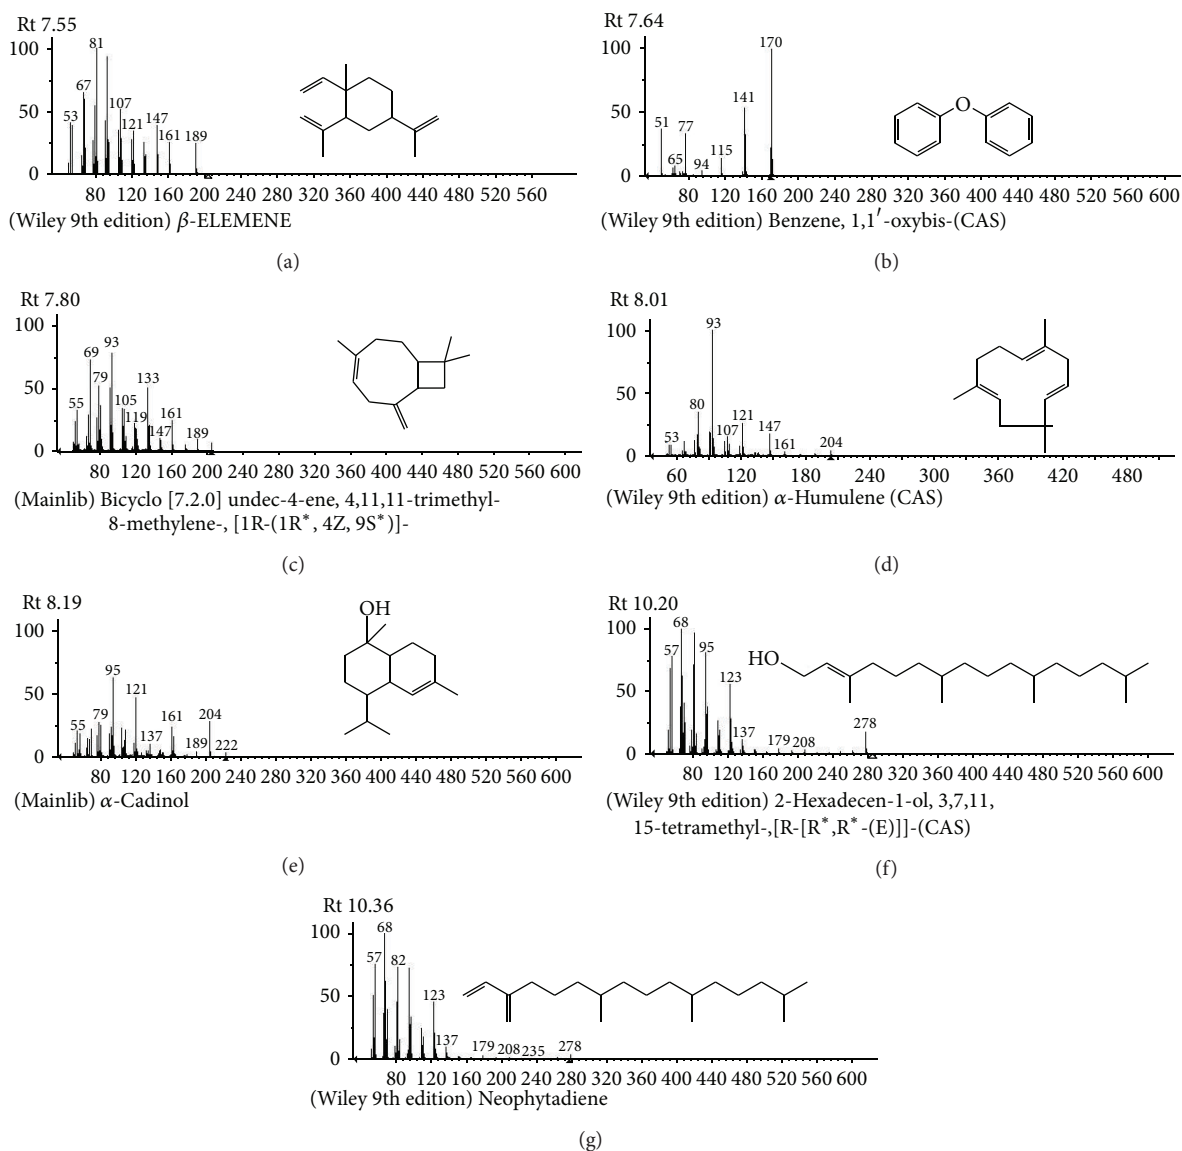 Rt 7.55
100
50
0
53
67
81
107
121
147
161
189
80 120 160 200 240 280 320 360 400 440 480 520 560
(Wiley 9th edition) β-ELEMENE
(a)
Rt 7.64
100
50
0
51
65
77
94
115
141
170
O
80 120 160 200 240 280 320 360 400 440 480 520 560 600
(Wiley 9th edition) Benzene, 1,1′-oxybis-(CAS)
(b)
Rt 7.80
100
50
0
55
69
79
93
105
119
133
147
161
189
80 120 160 200 240 280 320 360 400 440 480 520 560 600
(Mainlib) Bicyclo [7.2.0] undec-4-ene, 4,11,11-trimethyl-
8-methylene-, [1R-(1R*, 4Z, 9S*)]-
(c)
Rt 8.01
100
50
0
53
80
93
107
121
147
161
204
60 120 180 240 300 360 420 480
(Wiley 9th edition) α-Humulene (CAS)
(d)
Rt 8.19
100
50
0
55
79
95
121
137
161
189
204
222
OH
80 120 160 200 240 280 320 360 400 440 480 520 560 600
(Mainlib) α-Cadinol
(e)
Rt 10.20
100
50
0
57
68
95
123
137
179
208
278
HO
80 120 160 200 240 280 320 360 400 440 480 520 560 600
(Wiley 9th edition) 2-Hexadecen-1-ol, 3,7,11,
15-tetramethyl-,[R-[R*,R*-(E)]]-(CAS)
(f)
Rt 10.36
100
50
0
57
68
82
123
137
179
208
235
278
80 120 160 200 240 280 320 360 400 440 480 520 560 600
(Wiley 9th edition) Neophytadiene
(g)